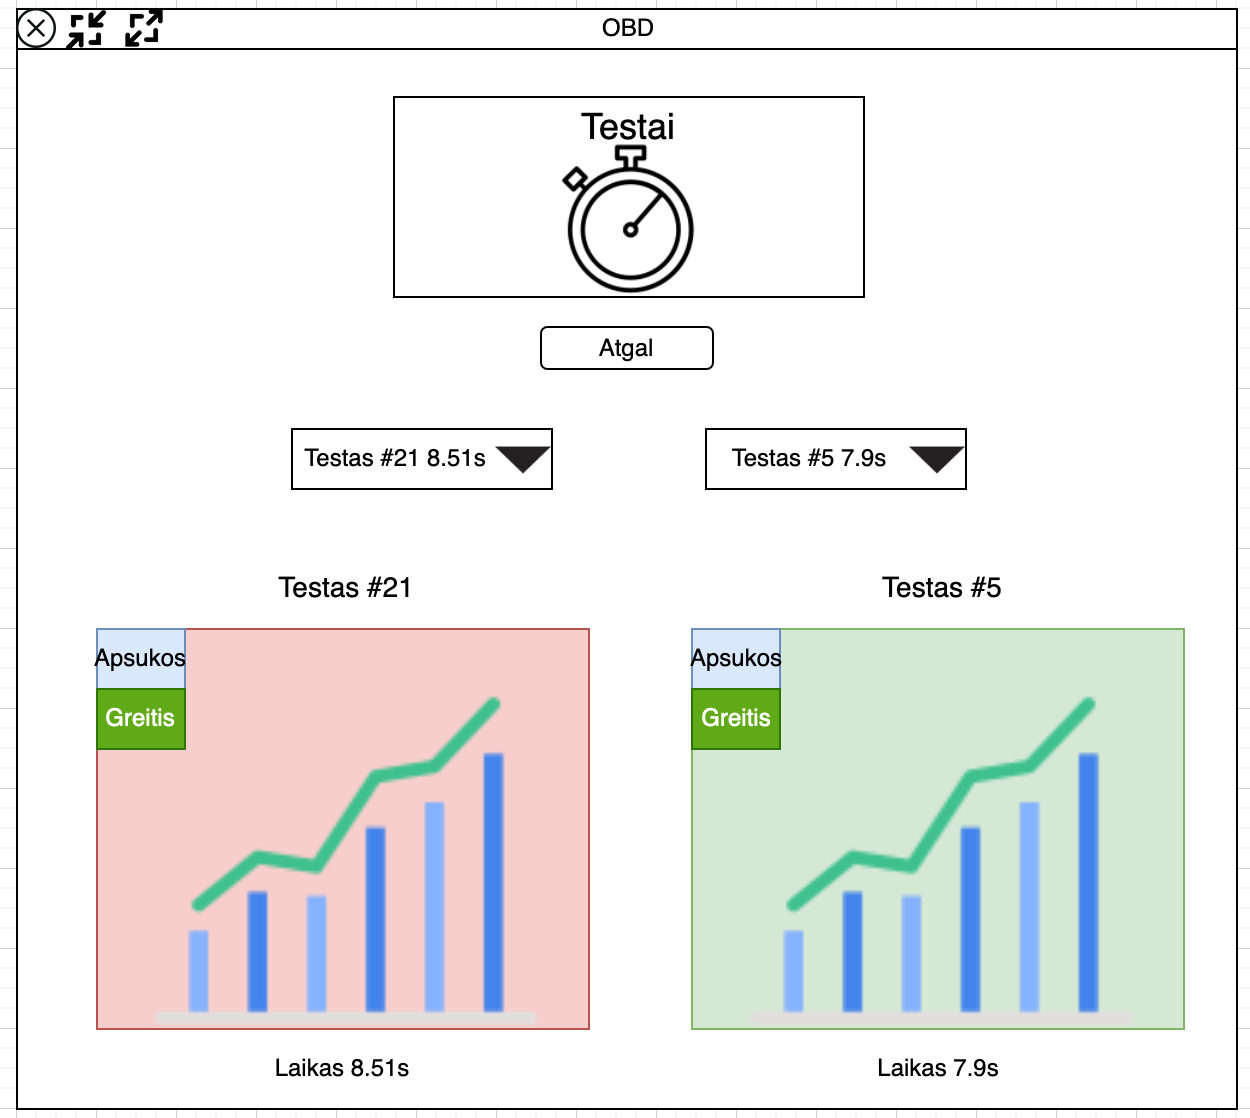 OBD
Testai
Atgal
Testas #21 8.51s
Testas #5 7.9s
Testas #21
Testas #5
Apsukos
Greitis
Apsukos
Greitis
Laikas 8.51s
Laikas 7.9s